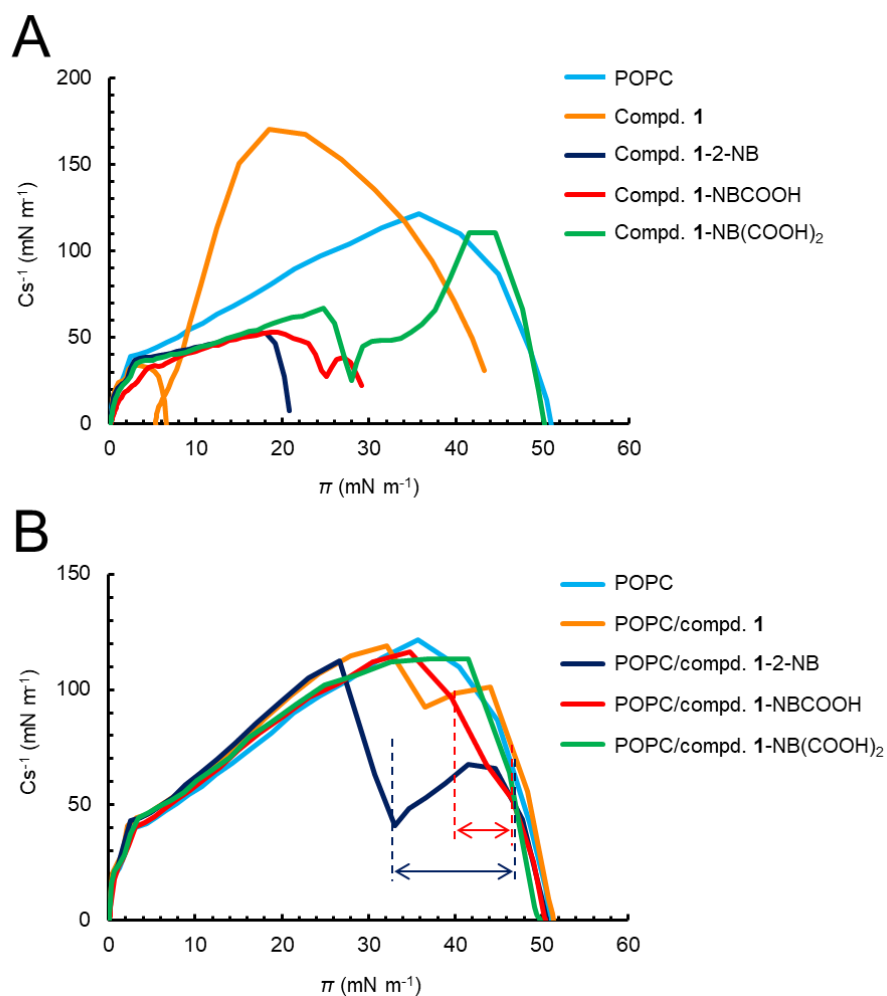 A
200
150
100
50
0
Cs⁻¹ (mN m⁻¹)
0 10 20 30 40 50 60
π (mN m⁻¹)
POPC
Compd. 1
Compd. 1-2-NB
Compd. 1-NBCOOH
Compd. 1-NB(COOH)₂
B
150
100
50
0
Cs⁻¹ (mN m⁻¹)
0 10 20 30 40 50 60
π (mN m⁻¹)
POPC
POPC/compd. 1
POPC/compd. 1-2-NB
POPC/compd. 1-NBCOOH
POPC/compd. 1-NB(COOH)₂